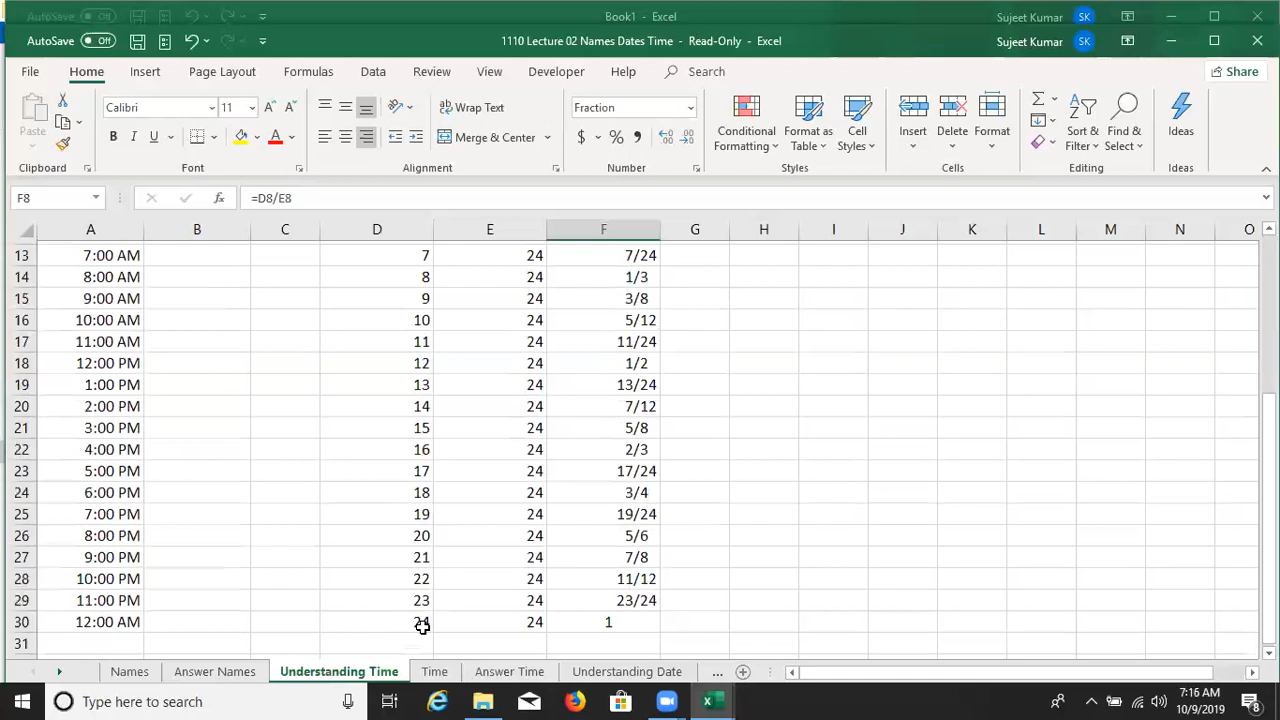 AutoSave Off Book1 - Excel Sujeet Kumar SK
AutoSave Off 1110 Lecture 02 Names Dates Time - Read-Only - Excel Sujeet Kumar SK
File Home Insert Page Layout Formulas Data Review View Developer Help Search Share
Calibri 11 A A ab Wrap Text Fraction
Paste B I U A Merge & Center $ % , Conditional Format as Cell Insert Delete Format Sort & Find & Ideas
Formatting Table Styles Filter Select
Clipboard Font Alignment Number Styles Cells Editing Ideas
F8 fx =D8/E8
A B C D E F G H I J K L M N O
13 7:00 AM 7 24 7/24
14 8:00 AM 8 24 1/3
15 9:00 AM 9 24 3/8
16 10:00 AM 10 24 5/12
17 11:00 AM 11 24 11/24
18 12:00 PM 12 24 1/2
19 1:00 PM 13 24 13/24
20 2:00 PM 14 24 7/12
21 3:00 PM 15 24 5/8
22 4:00 PM 16 24 2/3
23 5:00 PM 17 24 17/24
24 6:00 PM 18 24 3/4
25 7:00 PM 19 24 19/24
26 8:00 PM 20 24 5/6
27 9:00 PM 21 24 7/8
28 10:00 PM 22 24 11/12
29 11:00 PM 23 24 23/24
30 12:00 AM 24 24 1
31
Names Answer Names Understanding Time Time Answer Time Understanding Date ...
Type here to search 7:16 AM
10/9/2019 8